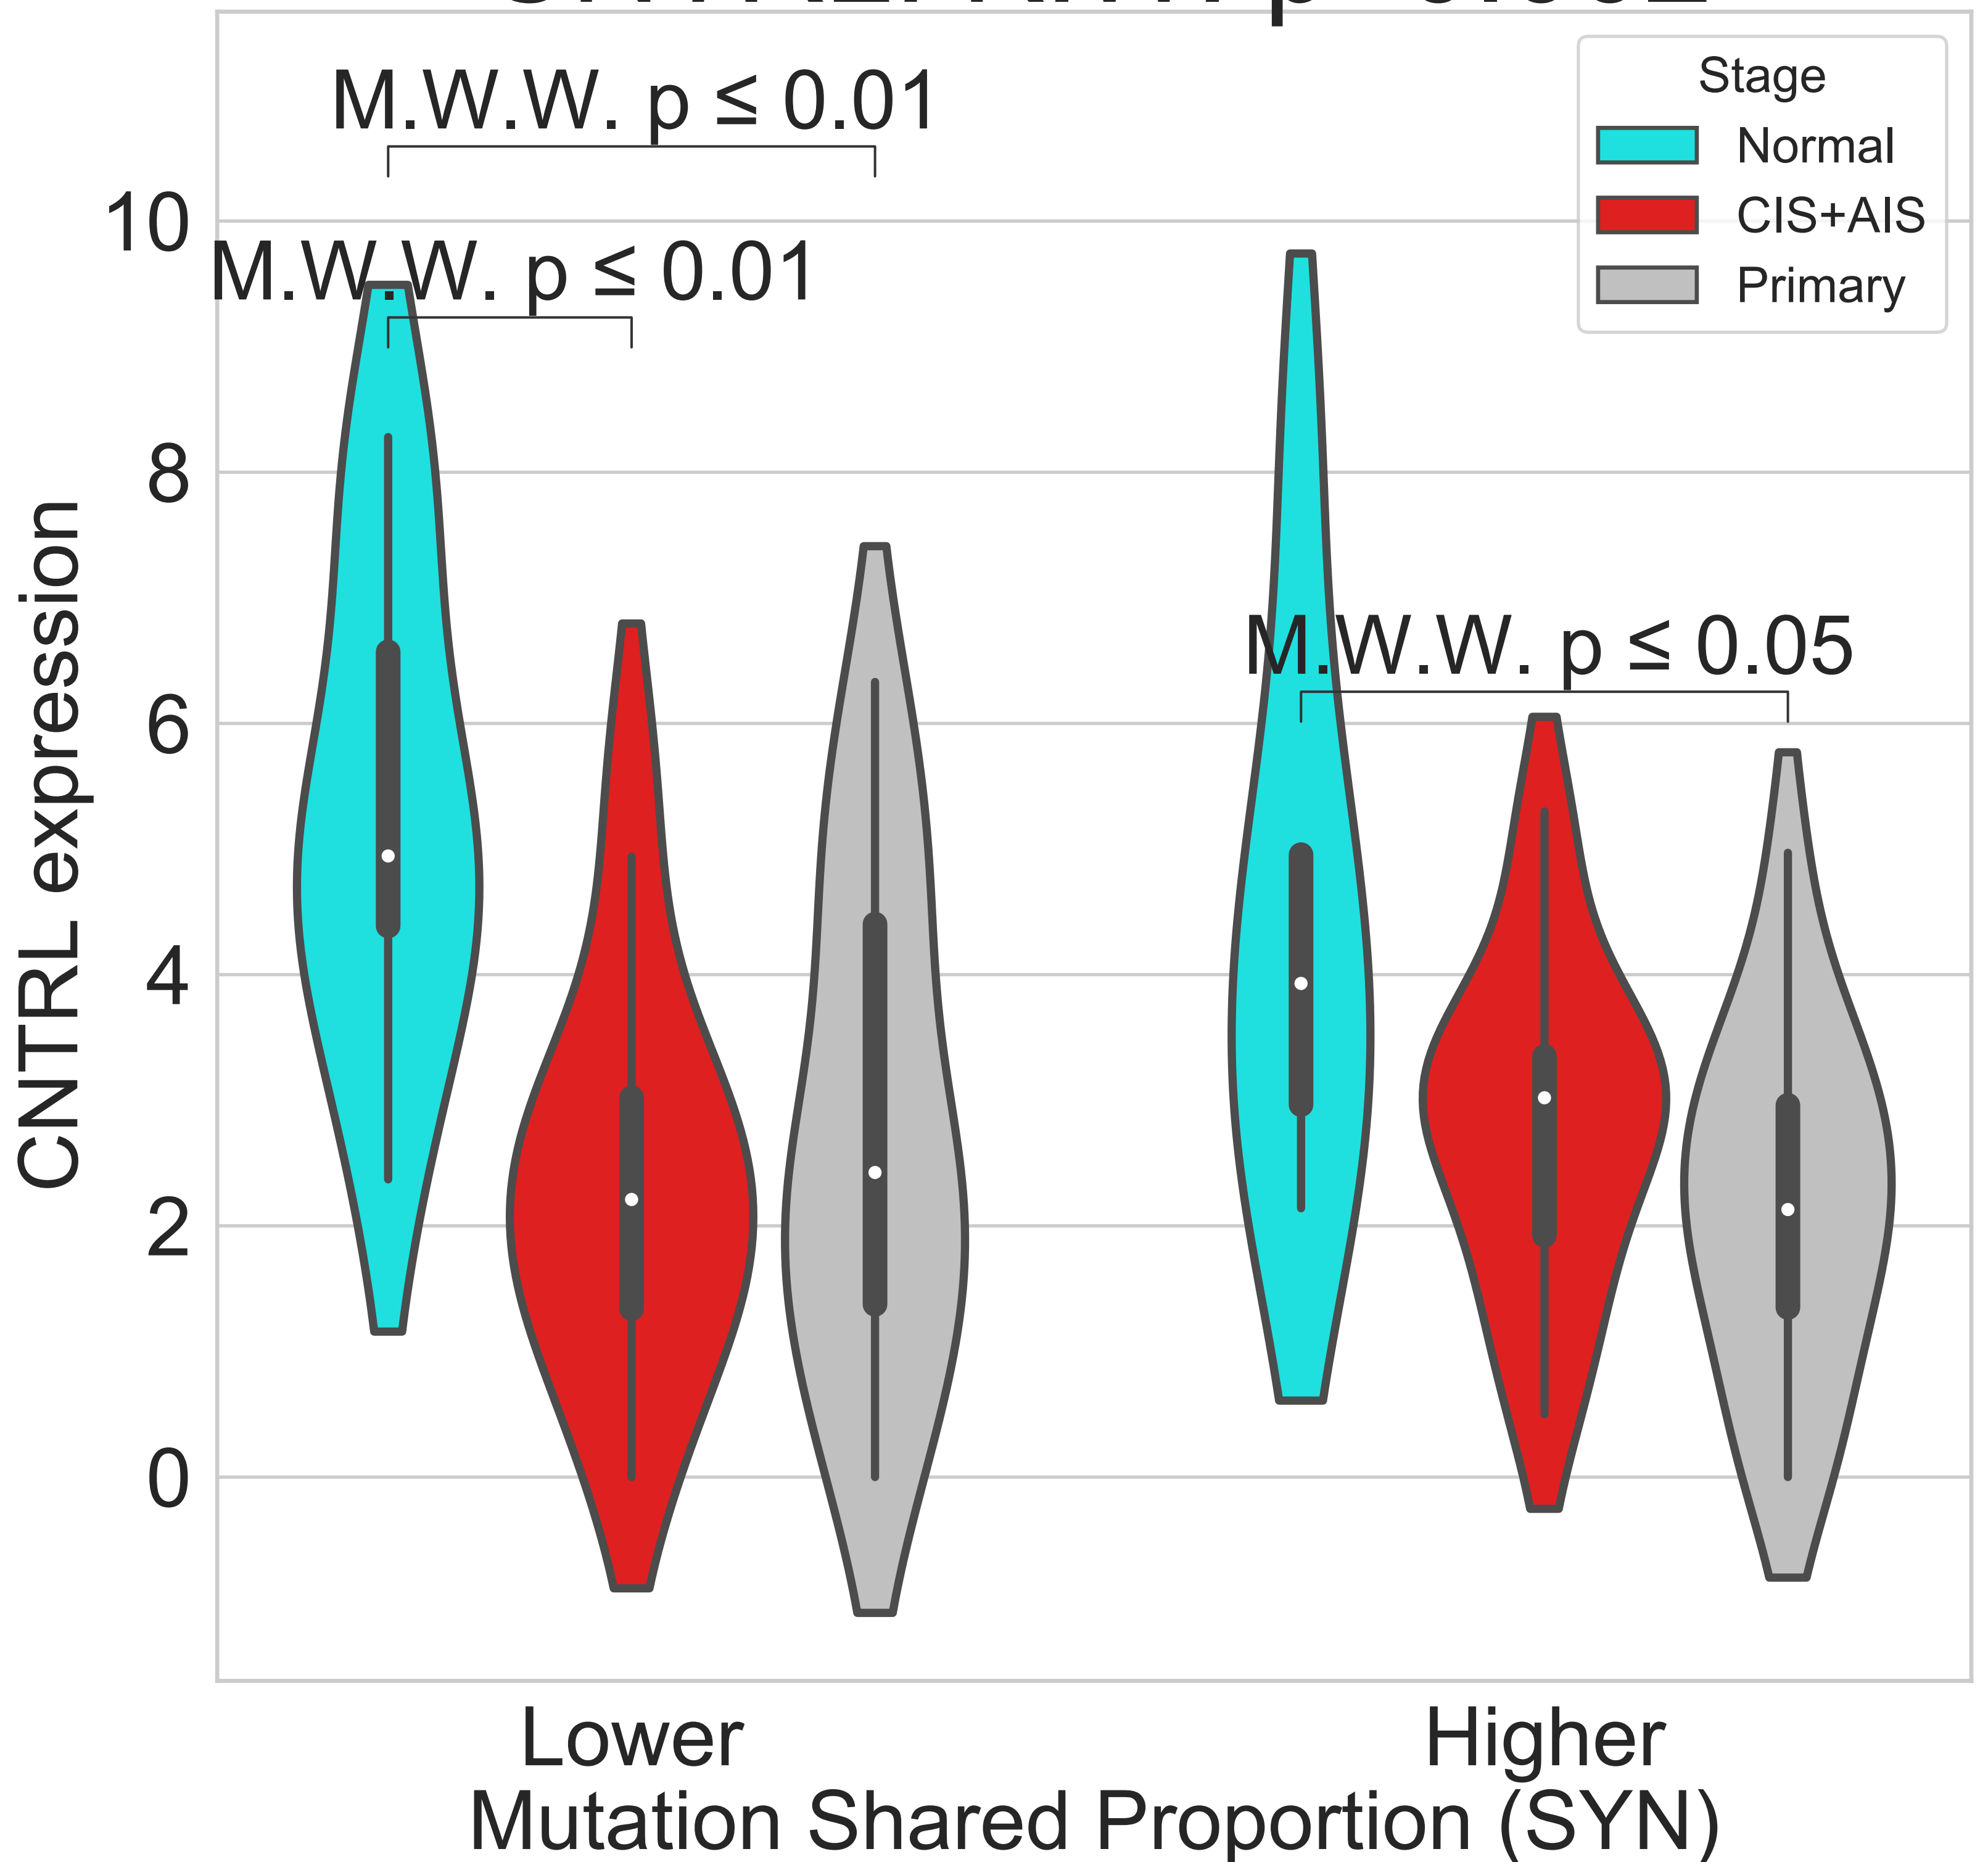 M.W.W. p ≤ 0.01
M.W.W. p ≤ 0.01
M.W.W. p ≤ 0.05
Stage
Normal
CIS+AIS
Primary
CNTRL expression
10
8
6
4
2
0
Lower
Higher
Mutation Shared Proportion (SYN)